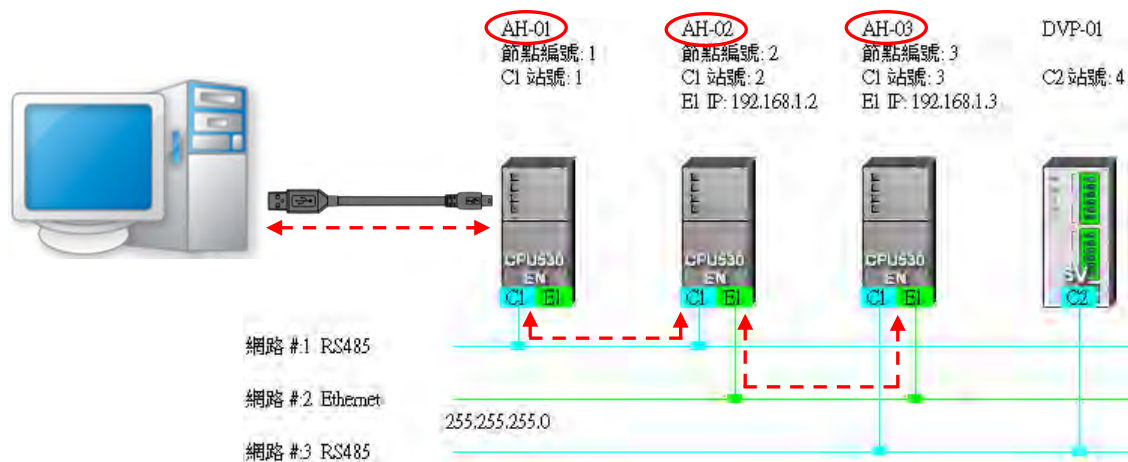 AH-01
節點編號: 1
C1 站號: 1
AH-02
節點編號: 2
C1 站號: 2
E1 IP: 192.168.1.2
AH-03
節點編號: 3
C1 站號: 3
E1 IP: 192.168.1.3
DVP-01
C2 站號: 4
CPU530
EN
C1 E1
CPU530
EN
C1 E1
CPU530
EN
C1 E1
SV
C2
網路 #:1 RS485
網路 #:2 Ethernet
255.255.255.0
網路 #:3 RS485